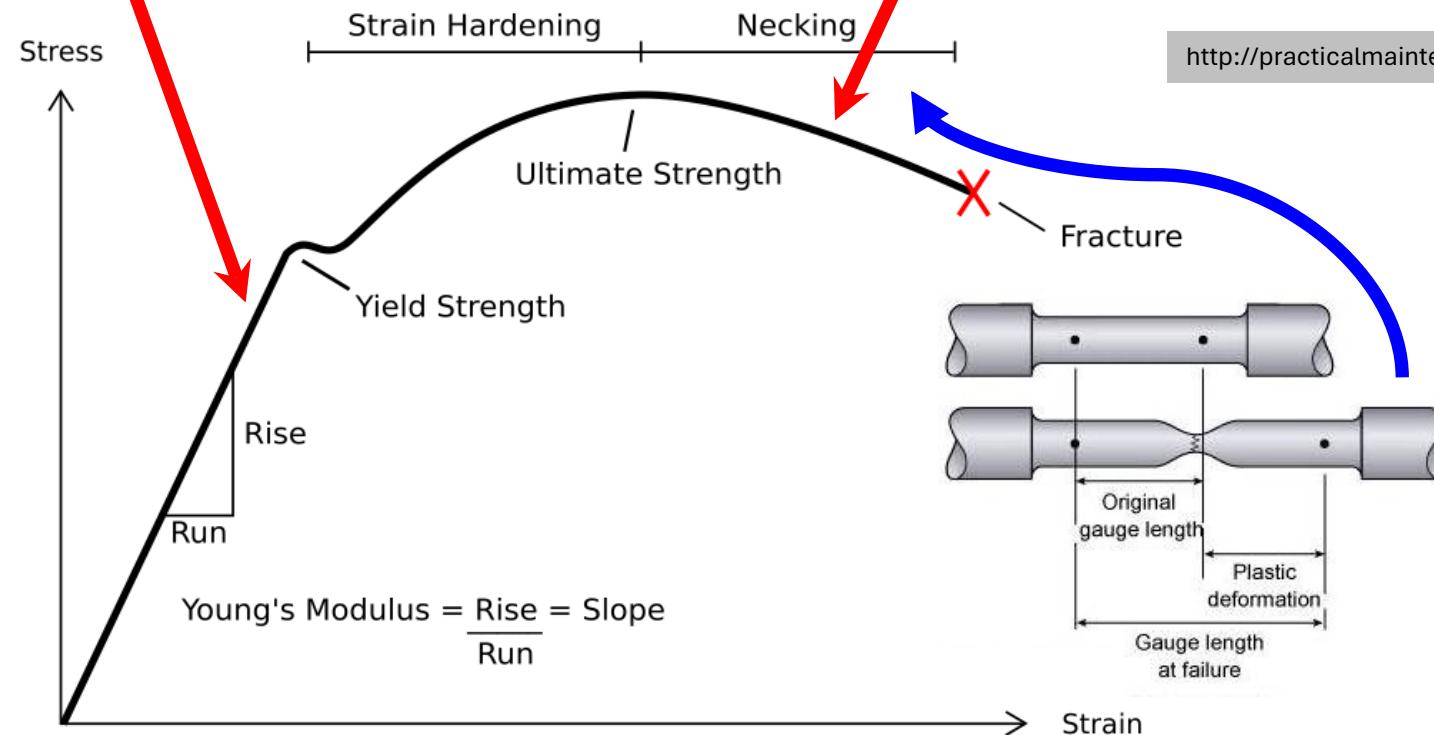 Strain Hardening
Necking
Stress
http://practicalmainte
Ultimate Strength
Fracture
Yield Strength
Rise
Run
Original
gauge length
Plastic
deformation
Young's Modulus = Rise = Slope
Run
Gauge length
at failure
Strain